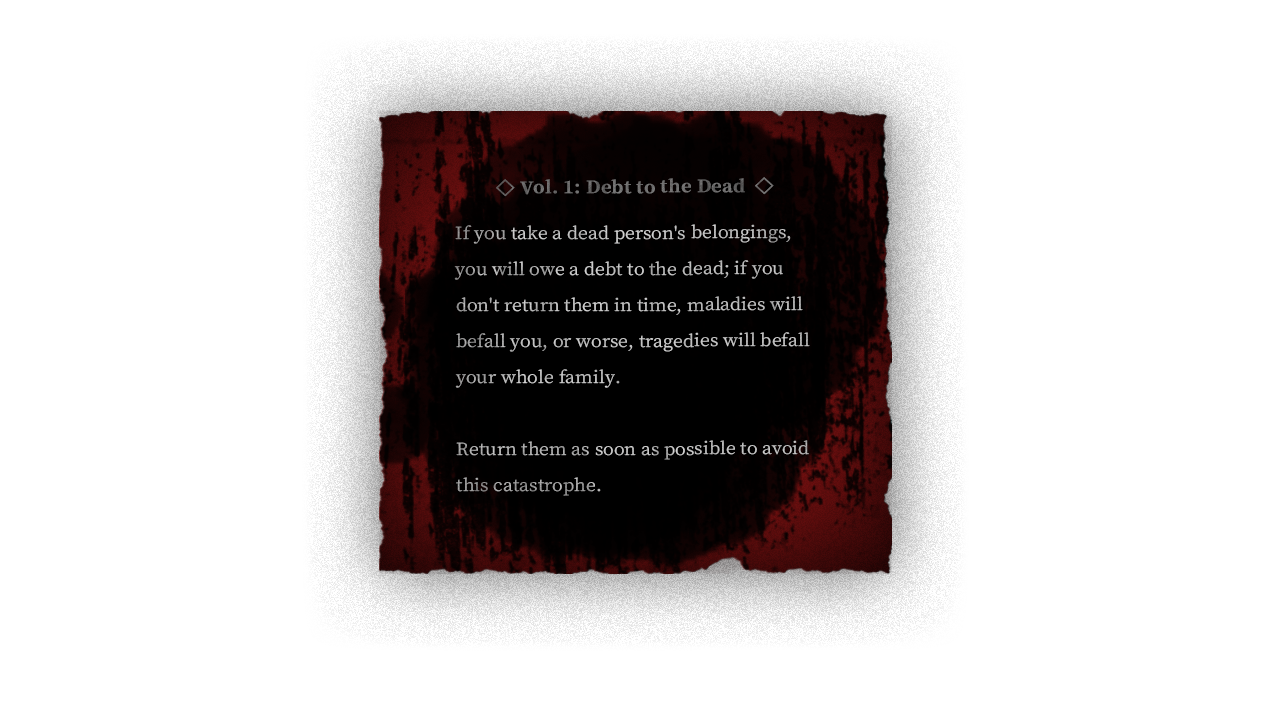 ◇ Vol. 1: Debt to the Dead ◇
If you take a dead person's belongings,
you will owe a debt to the dead; if you
don't return them in time, maladies will
befall you, or worse, tragedies will befall
your whole family.
Return them as soon as possible to avoid
this catastrophe.